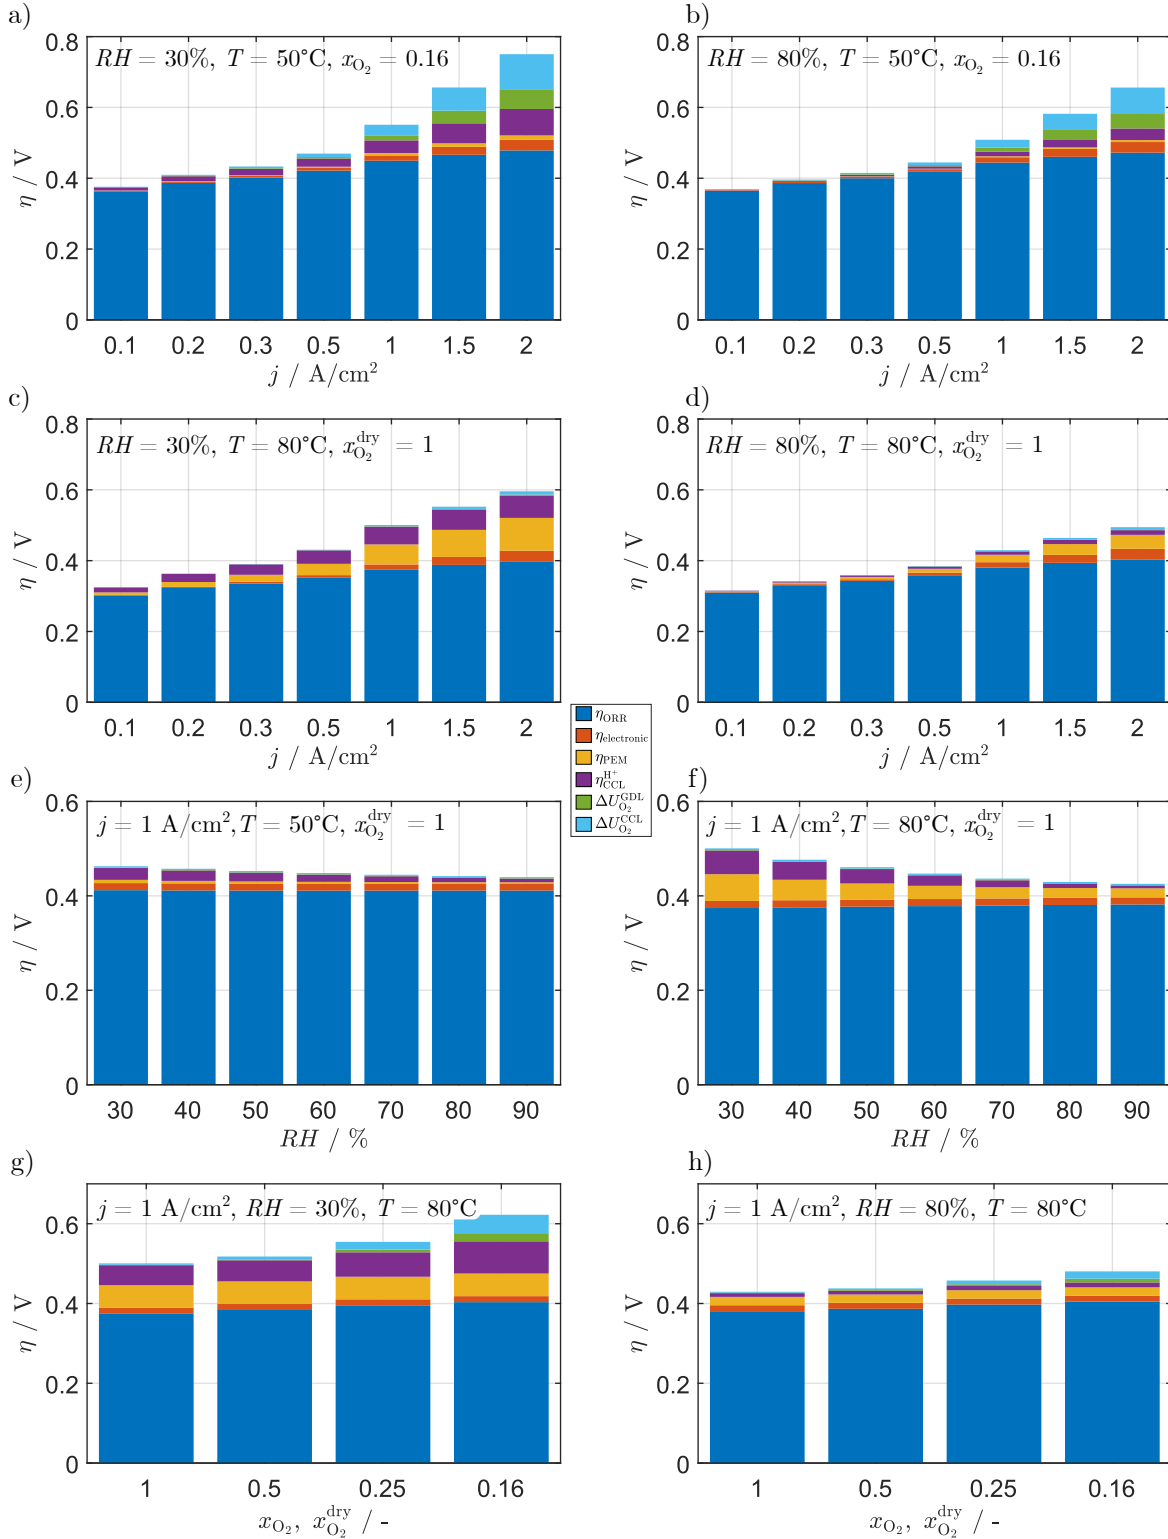 a)
RH = 30%, T = 50°C, x_O₂ = 0.16
0.8
0.6
0.4
0.2
0
η / V
0.1 0.2 0.3 0.5 1 1.5 2
j / A/cm²
b)
RH = 80%, T = 50°C, x_O₂ = 0.16
0.8
0.6
0.4
0.2
0
η / V
0.1 0.2 0.3 0.5 1 1.5 2
j / A/cm²
c)
RH = 30%, T = 80°C, x_O₂^dry = 1
0.8
0.6
0.4
0.2
0
η / V
0.1 0.2 0.3 0.5 1 1.5 2
j / A/cm²
d)
RH = 80%, T = 80°C, x_O₂^dry = 1
0.8
0.6
0.4
0.2
0
η / V
0.1 0.2 0.3 0.5 1 1.5 2
j / A/cm²
η_ORR
η_electronic
η_PEM
η_CCL^H⁺
ΔU_O₂^GDL
ΔU_O₂^CCL
e)
j = 1 A/cm², T = 50°C, x_O₂^dry = 1
0.6
0.4
0.2
0
η / V
30 40 50 60 70 80 90
RH / %
f)
j = 1 A/cm², T = 80°C, x_O₂^dry = 1
0.6
0.4
0.2
0
η / V
30 40 50 60 70 80 90
RH / %
g)
j = 1 A/cm², RH = 30%, T = 80°C
0.6
0.4
0.2
0
η / V
1 0.5 0.25 0.16
x_O₂, x_O₂^dry / -
h)
j = 1 A/cm², RH = 80%, T = 80°C
0.6
0.4
0.2
0
η / V
1 0.5 0.25 0.16
x_O₂, x_O₂^dry / -